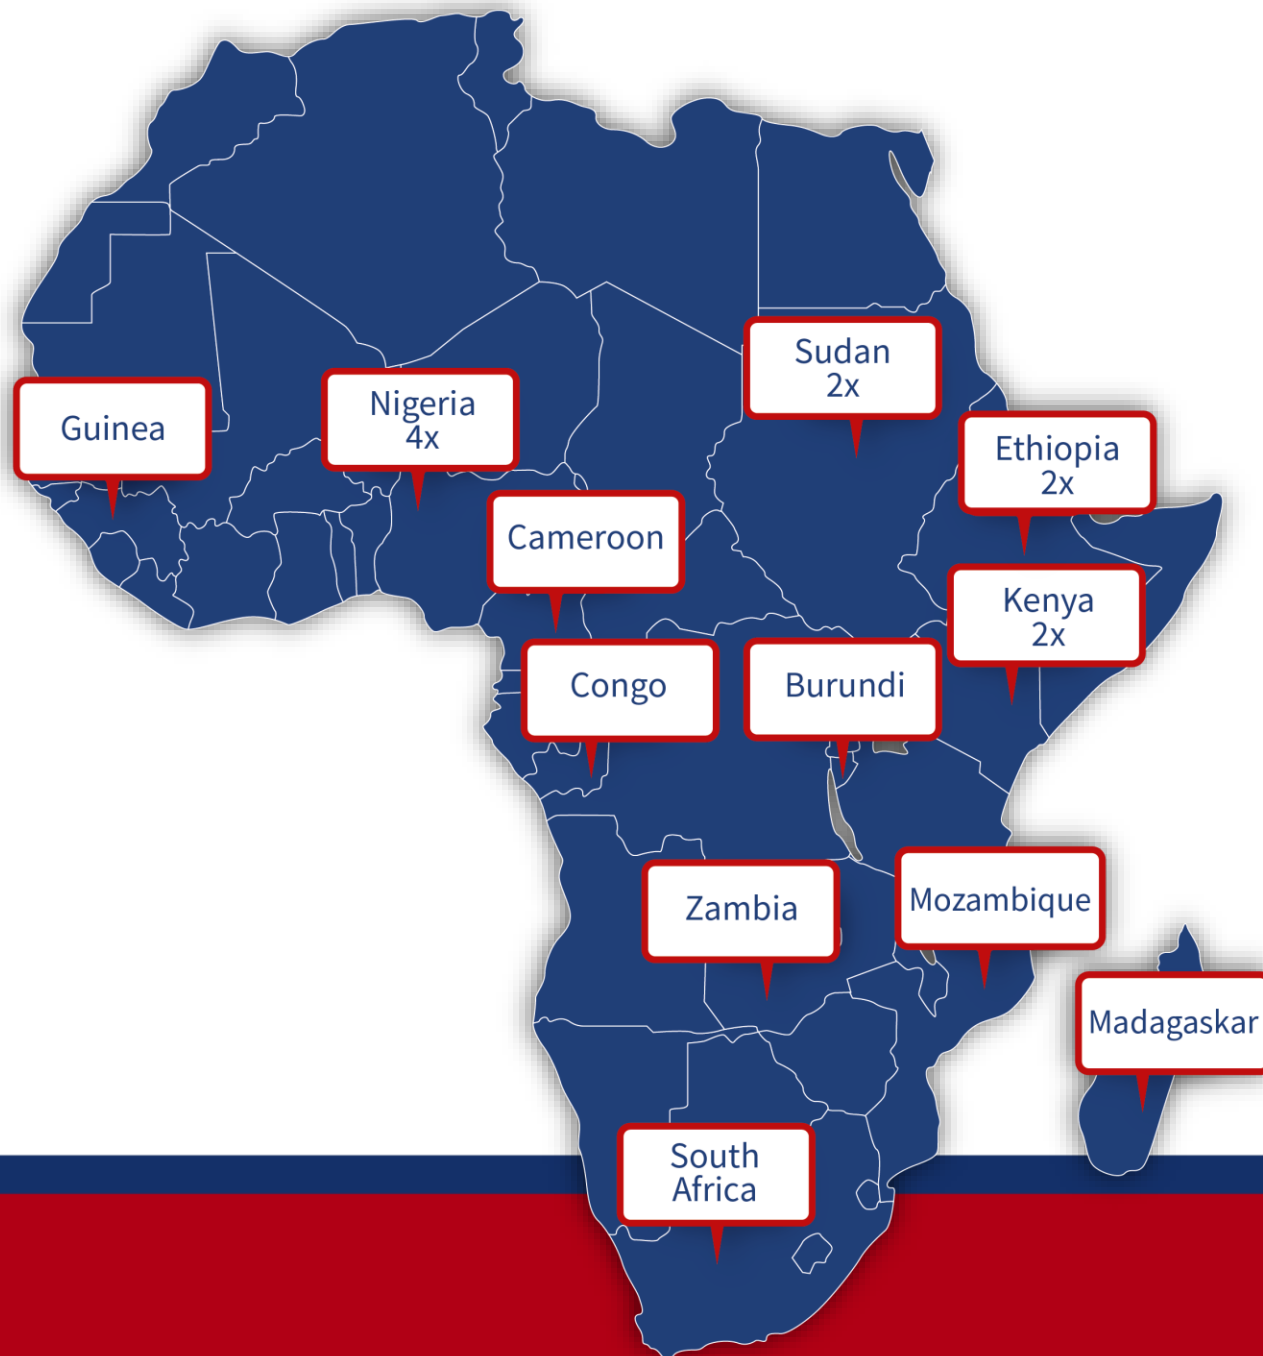 Sudan
2x
Guinea
Nigeria
4x
Ethiopia
2x
Cameroon
Kenya
2x
Congo
Burundi
Zambia
Mozambique
Madagaskar
South
Africa